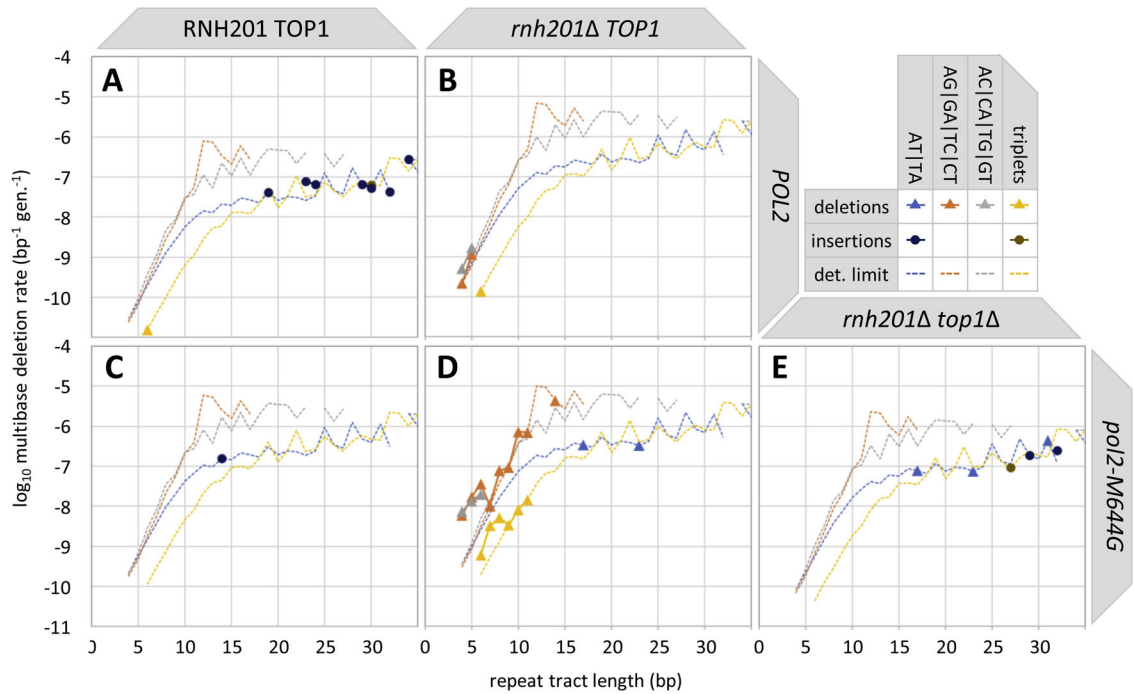 RNH201 TOP1
rnh201Δ TOP1
A
B
-4
-5
-6
-7
-8
-9
-10
POL2
AT|TA
AG|GA|TC|CT
AC|CA|TG|GT
triplets
deletions
insertions
det. limit
rnh201Δ top1Δ
log10 multibase deletion rate (bp-1 gen.-1)
C
D
E
-4
-5
-6
-7
-8
-9
-10
-11
pol2-M644G
0 5 10 15 20 25 30
0 5 10 15 20 25 30
0 5 10 15 20 25 30
repeat tract length (bp)